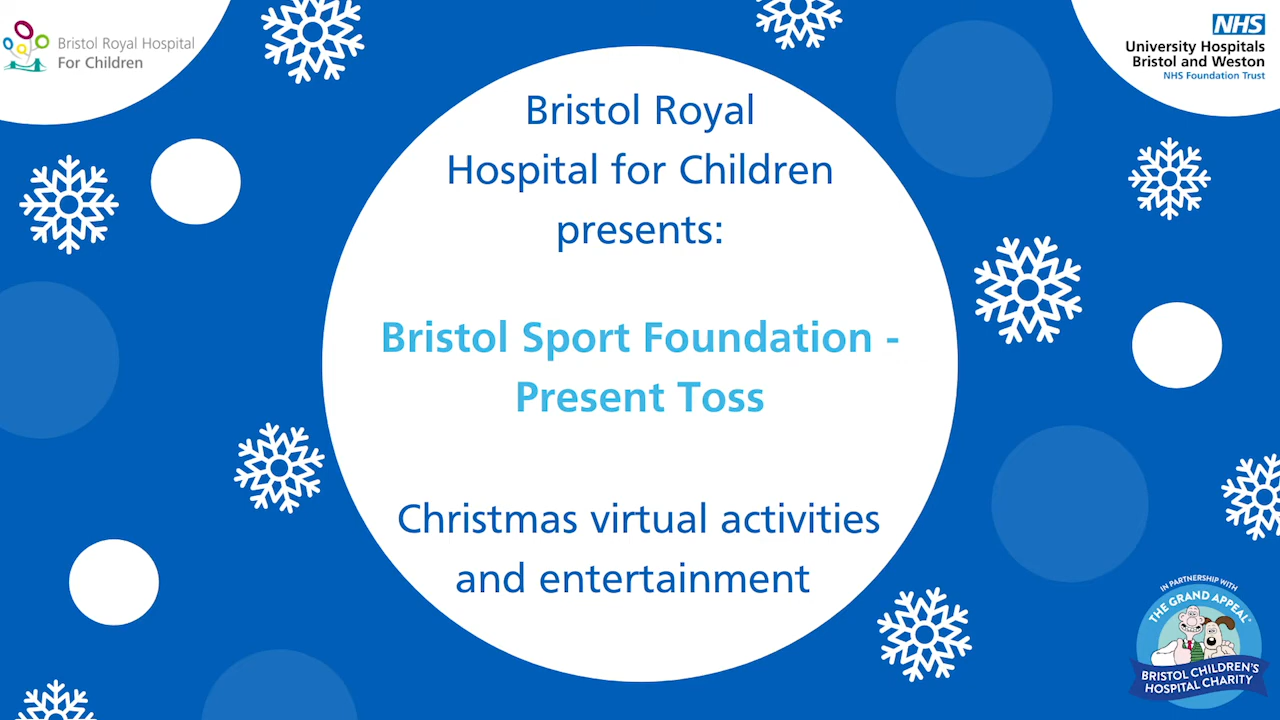 Bristol Royal Hospital
For Children
NHS
University Hospitals
Bristol and Weston
NHS Foundation Trust
Bristol Royal
Hospital for Children
presents:
Bristol Sport Foundation -
Present Toss
Christmas virtual activities
and entertainment
IN PARTNERSHIP WITH
THE GRAND APPEAL
BRISTOL CHILDREN'S
HOSPITAL CHARITY